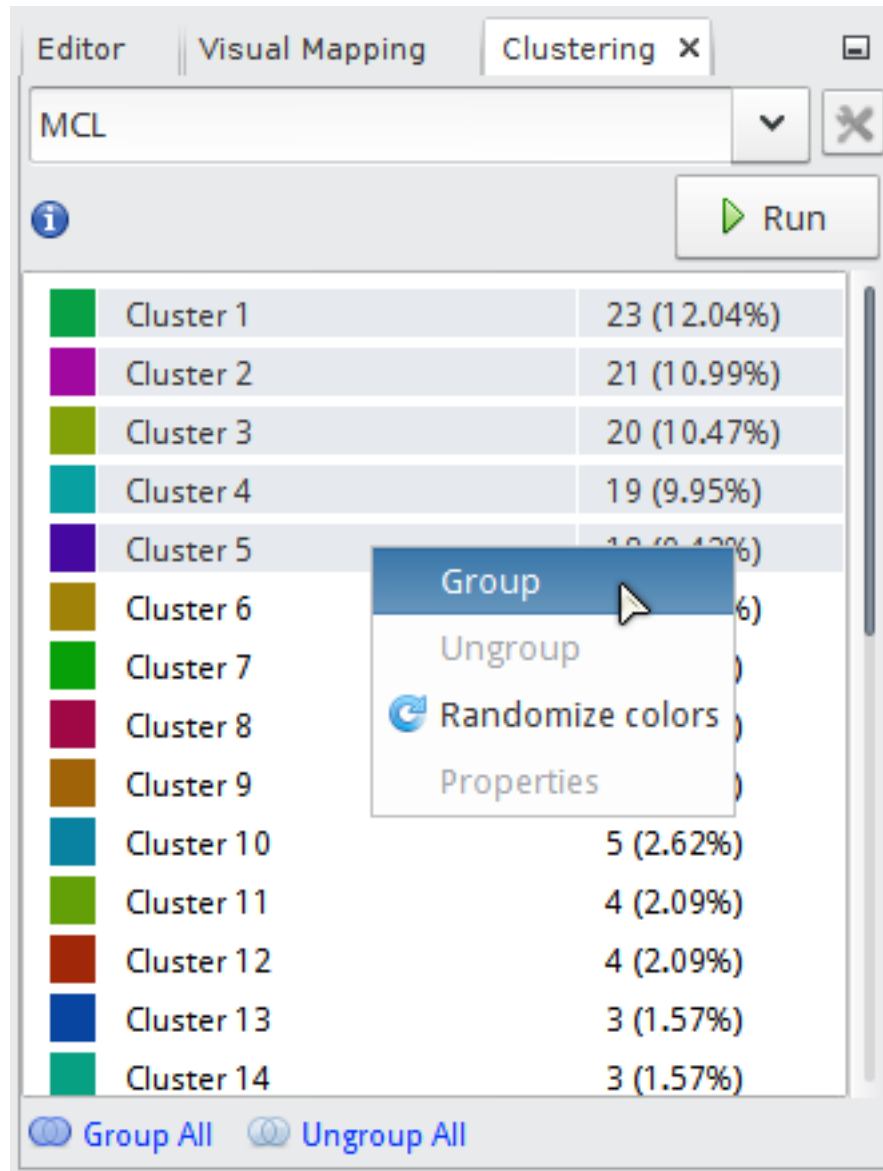 Editor Visual Mapping Clustering
MCL
Run
Cluster 1 23 (12.04%)
Cluster 2 21 (10.99%)
Cluster 3 20 (10.47%)
Cluster 4 19 (9.95%)
Cluster 5
Group
Cluster 6
Ungroup
Cluster 7
Randomize colors
Cluster 8
Properties
Cluster 9
Cluster 10 5 (2.62%)
Cluster 11 4 (2.09%)
Cluster 12 4 (2.09%)
Cluster 13 3 (1.57%)
Cluster 14 3 (1.57%)
Group All Ungroup All